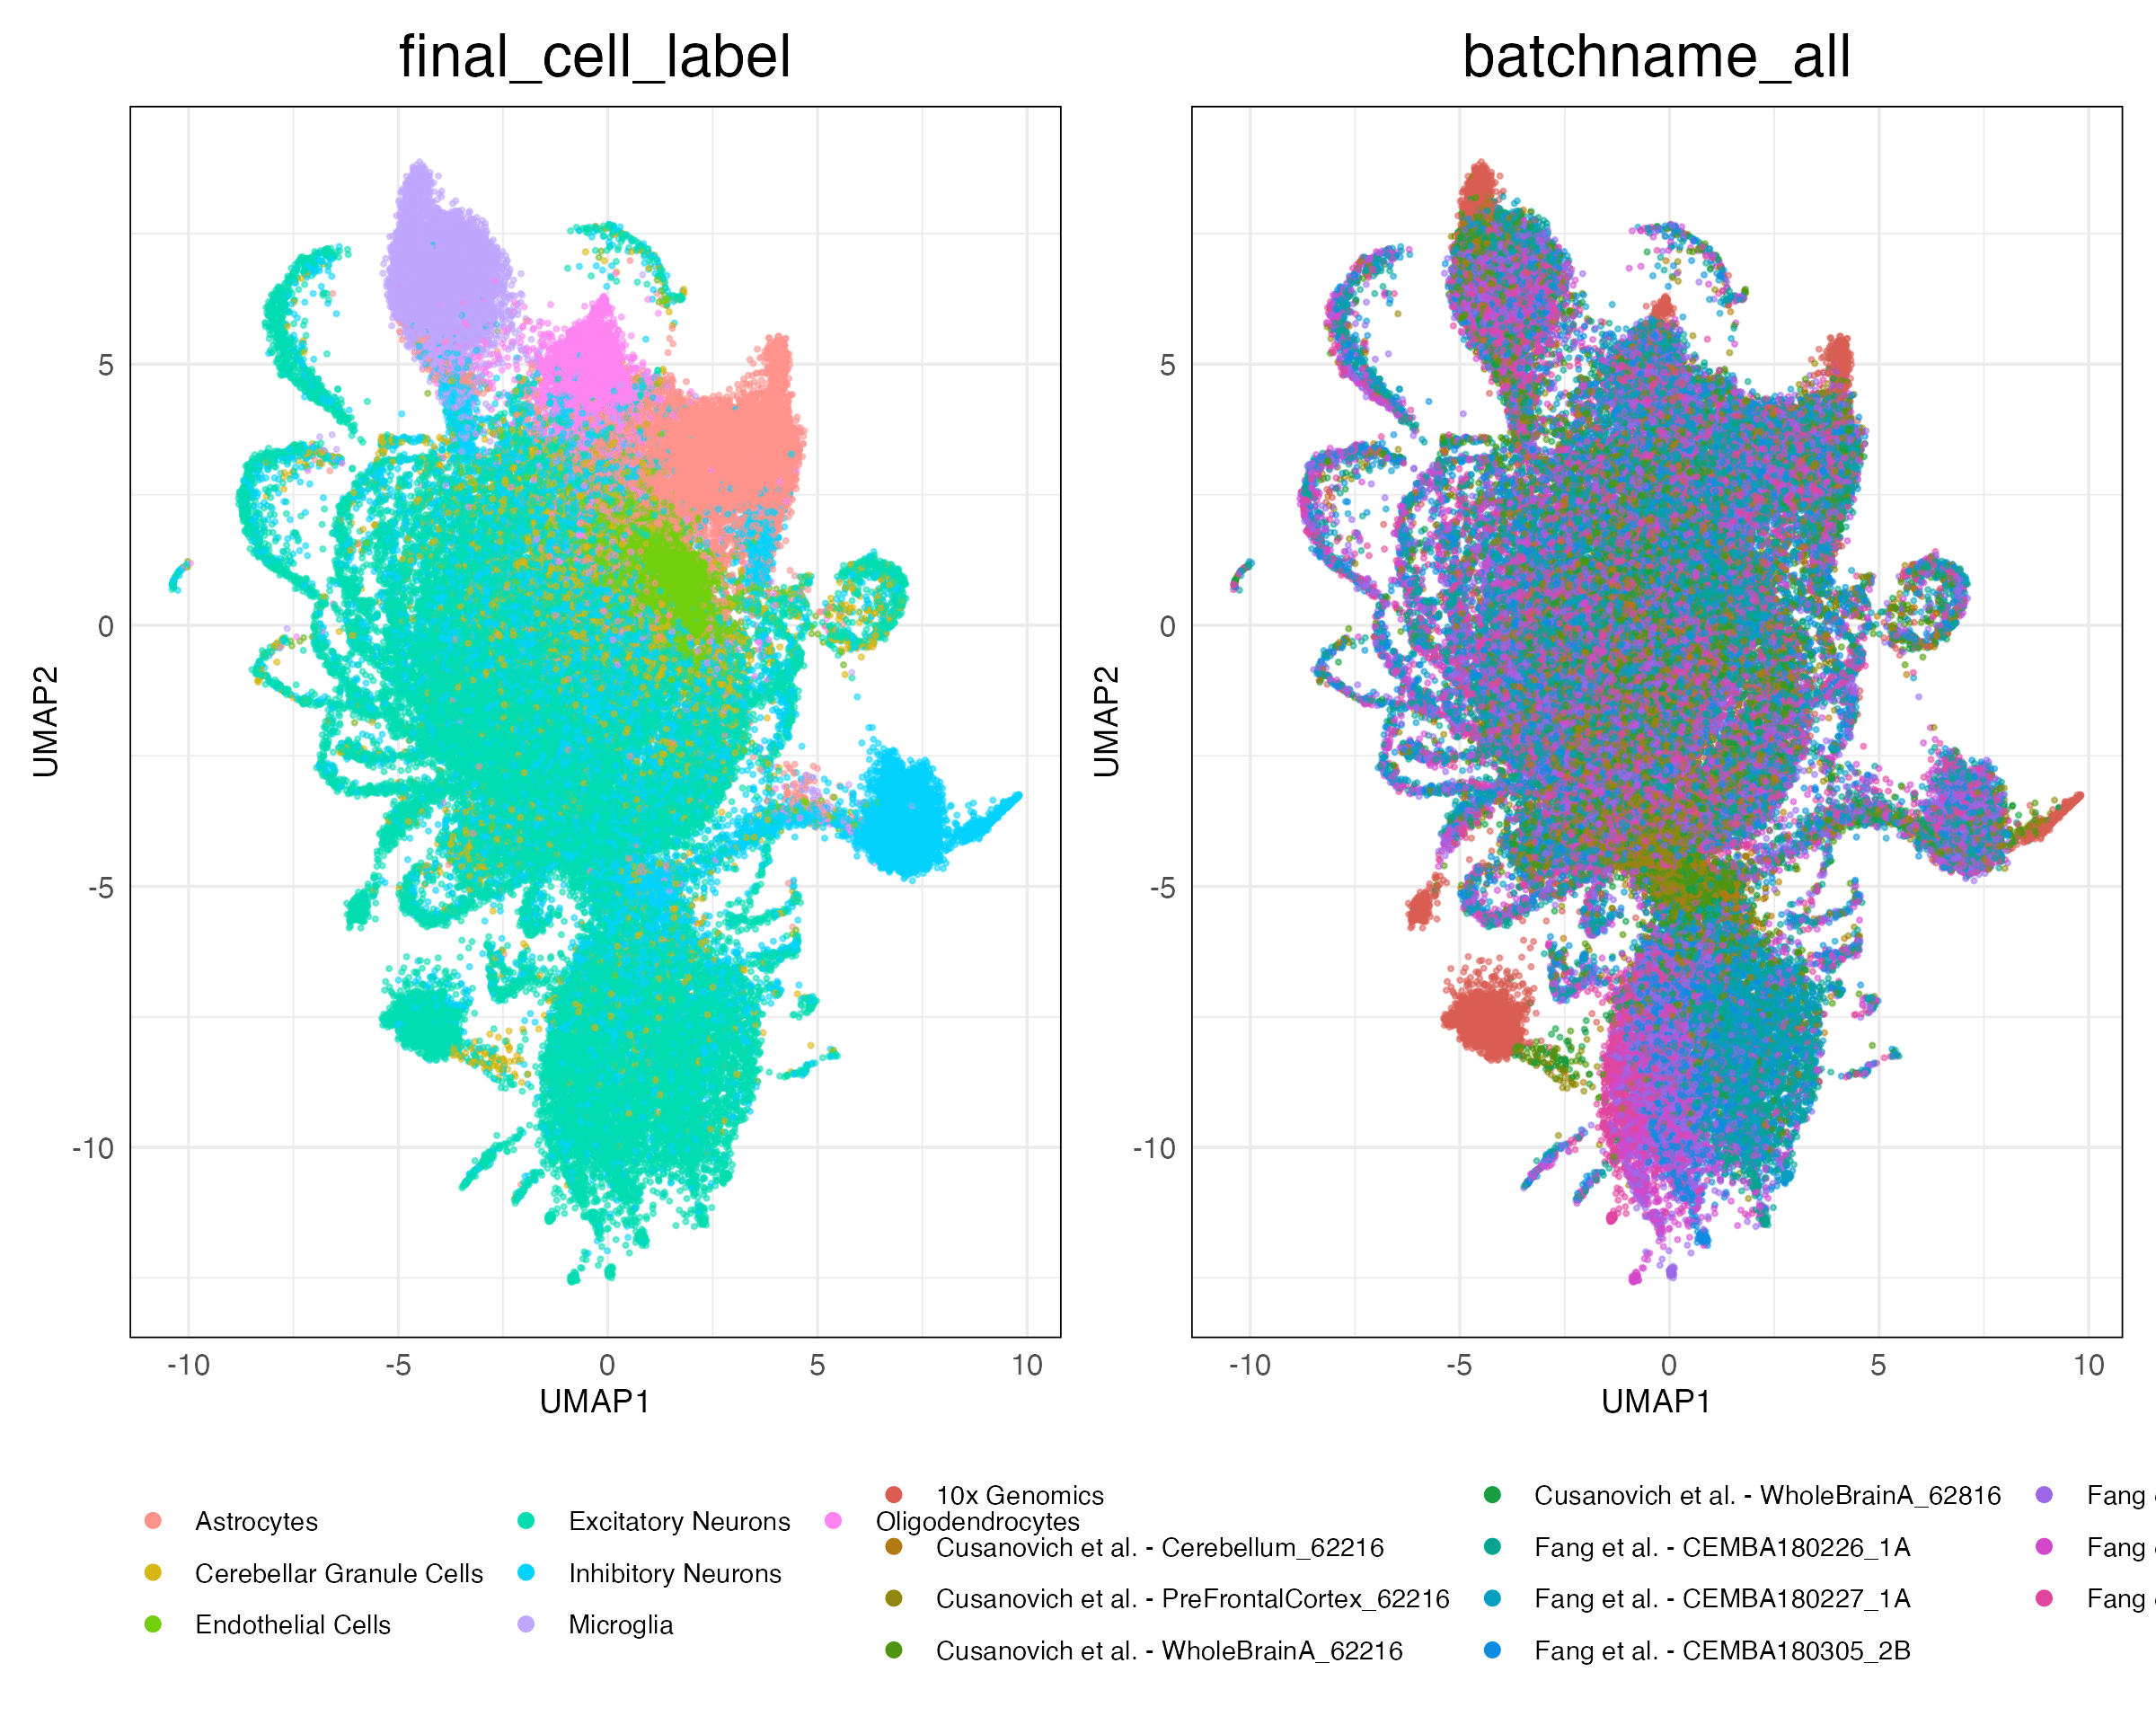 final_cell_label
batchname_all
5
0
-5
-10
UMAP2
-10 -5 0 5 10
UMAP1
5
0
-5
-10
UMAP2
-10 -5 0 5 10
UMAP1
Astrocytes
Cerebellar Granule Cells
Endothelial Cells
Excitatory Neurons
Inhibitory Neurons
Microglia
Oligodendrocytes
10x Genomics
Cusanovich et al. - Cerebellum_62216
Cusanovich et al. - PreFrontalCortex_62216
Cusanovich et al. - WholeBrainA_62216
Cusanovich et al. - WholeBrainA_62816
Fang et al. - CEMBA180226_1A
Fang et al. - CEMBA180227_1A
Fang et al. - CEMBA180305_2B
Fang
Fang
Fang